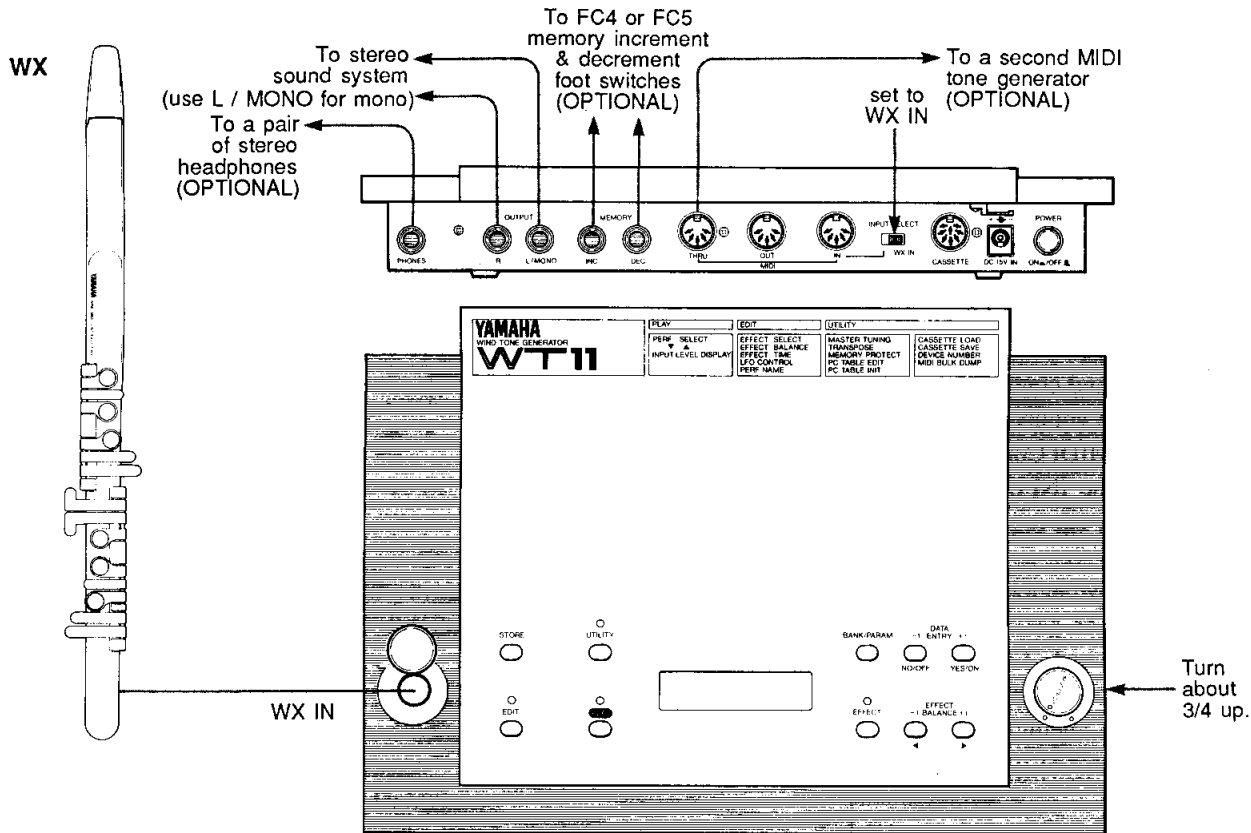 WX
To stereo
sound system
(use L / MONO for mono)
To a pair
of stereo
headphones
(OPTIONAL)
To FC4 or FC5
memory increment
& decrement
foot switches
(OPTIONAL)
To a second MIDI
tone generator
(OPTIONAL)
set to
WX IN
OUTPUT
MEMORY
INPUT SELECT
POWER
PHONES
R
L/MONO
INC
DEC
THRU
OUT
IN
WX IN
MIDI
CASSETTE
DC 15V IN
ON /OFF
YAMAHA
WIND TONE GENERATOR
WT11
PLAY
PERF SELECT
▼ ▲
INPUT LEVEL DISPLAY
EDIT
EFFECT SELECT
EFFECT BALANCE
EFFECT TIME
LFO CONTROL
PERF NAME
UTILITY
MASTER TUNING
TRANSPOSE
MEMORY PROTECT
PC TABLE EDIT
PC TABLE INIT
CASSETTE LOAD
CASSETTE SAVE
DEVICE NUMBER
MIDI BULK DUMP
STORE
UTILITY
BANK/PARAM
DATA
-1 ENTRY +1
NO/OFF
YES/ON
EDIT
EFFECT
EFFECT
-1 BALANCE +1
◀ ▶
WX IN
Turn
about
3/4 up.